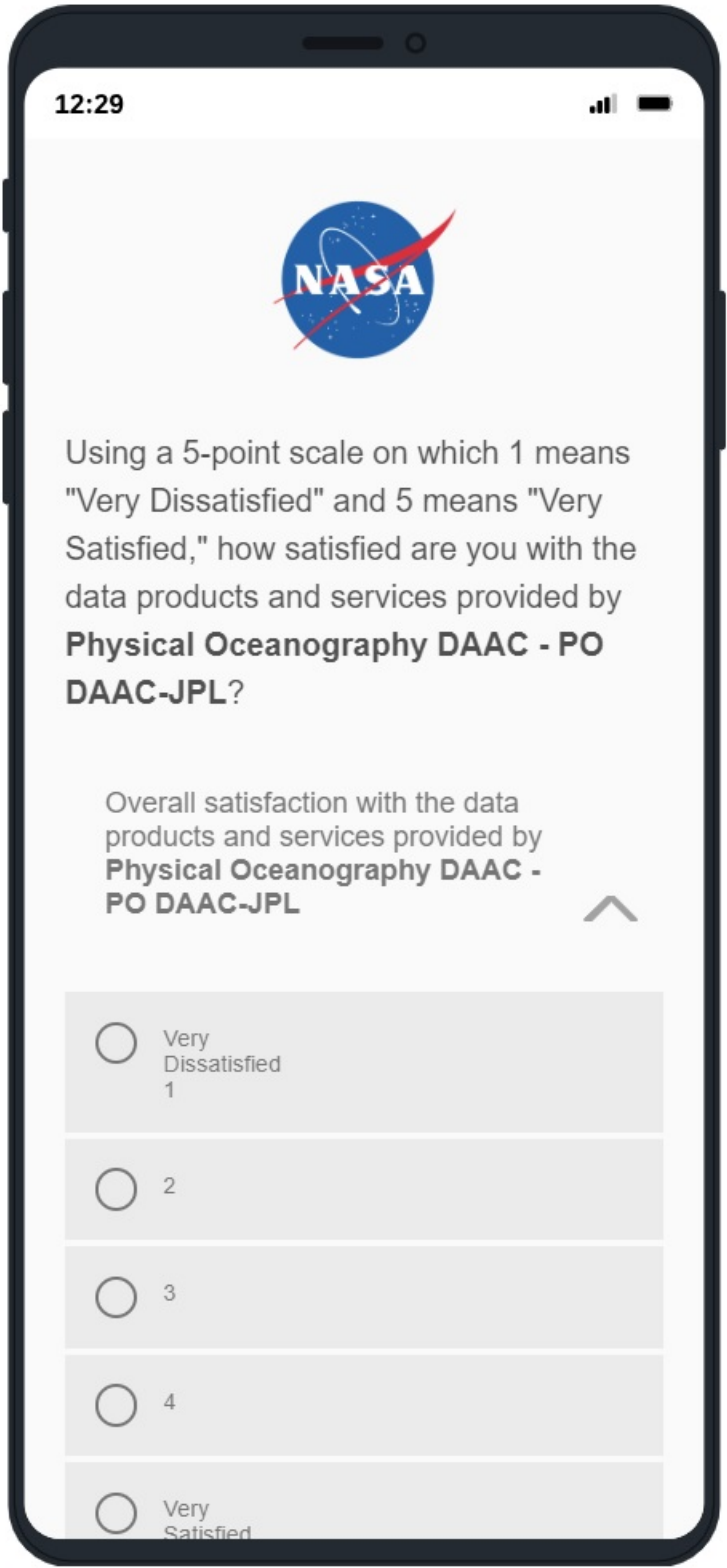 12:29
NASA
Using a 5-point scale on which 1 means
"Very Dissatisfied" and 5 means "Very
Satisfied," how satisfied are you with the
data products and services provided by
Physical Oceanography DAAC - PO
DAAC-JPL?
Overall satisfaction with the data
products and services provided by
Physical Oceanography DAAC -
PO DAAC-JPL
Very
Dissatisfied
1
2
3
4
Very
Satisfied